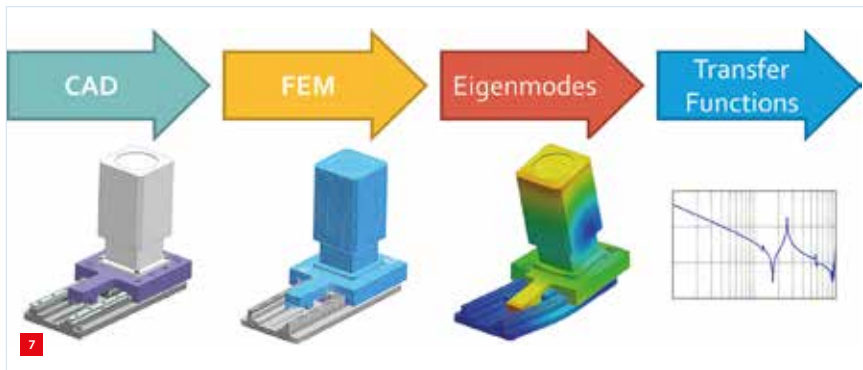 CAD
FEM
Eigenmodes
Transfer
Functions
7